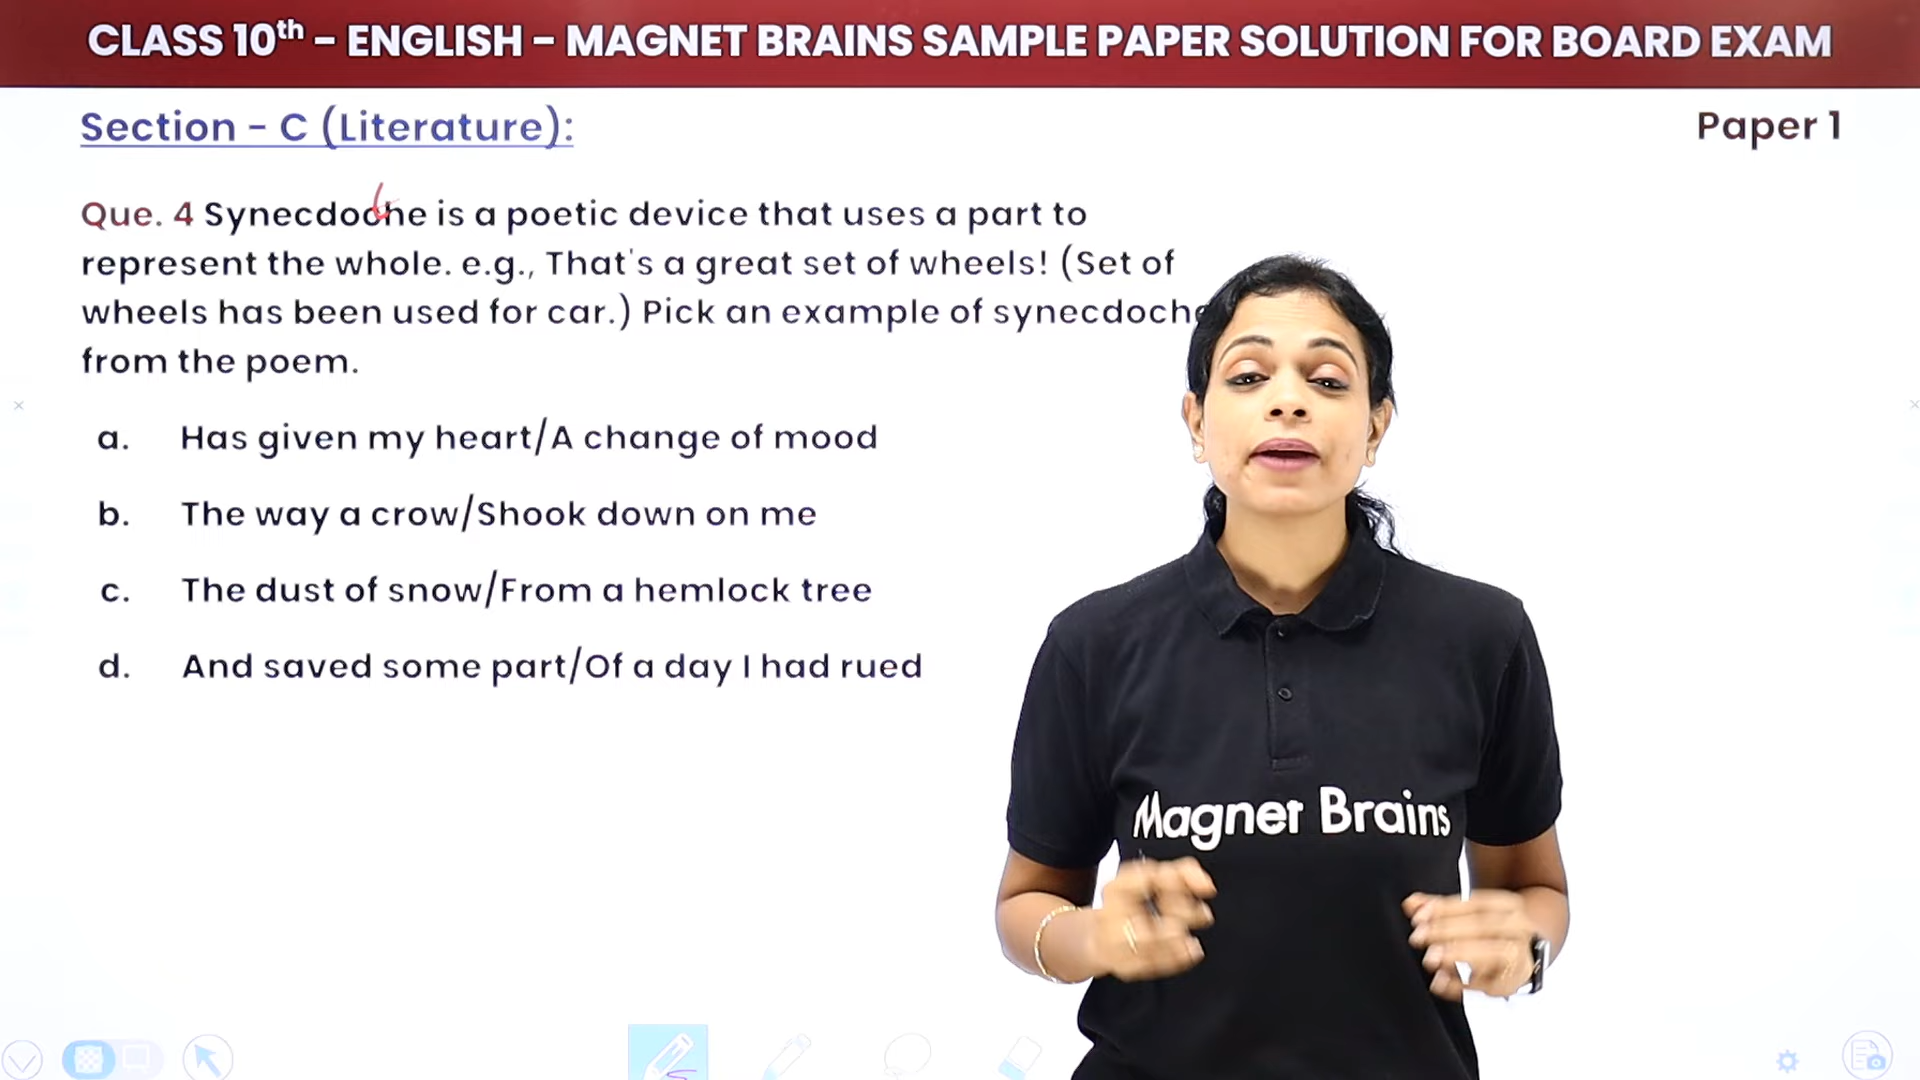 CLASS 10th - ENGLISH - MAGNET BRAINS SAMPLE PAPER SOLUTION FOR BOARD EXAM
Section - C (Literature):
Paper 1
Que. 4 Synecdoche is a poetic device that uses a part to
represent the whole. e.g., That's a great set of wheels! (Set of
wheels has been used for car.) Pick an example of synecdoche
from the poem.
a. Has given my heart/A change of mood
b. The way a crow/Shook down on me
c. The dust of snow/From a hemlock tree
d. And saved some part/Of a day I had rued
Magnet Brains